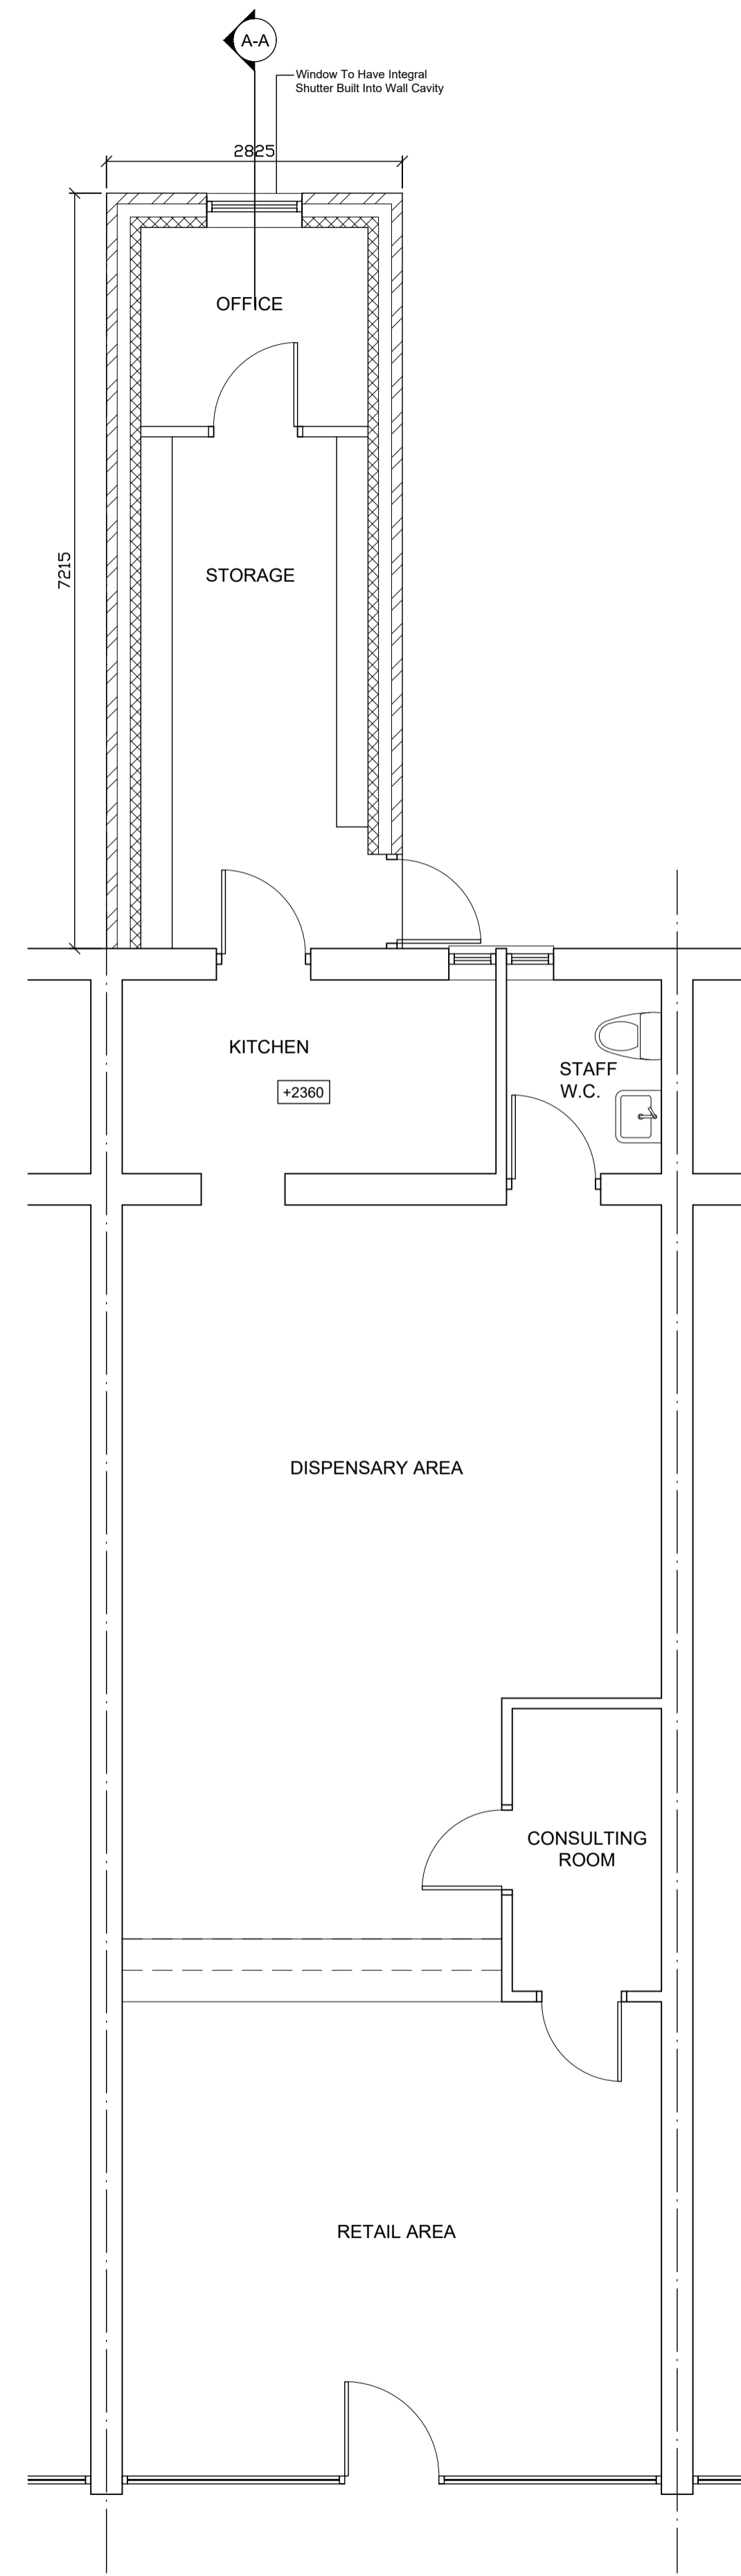 A-A
Window To Have Integral
Shutter Built Into Wall Cavity
2825
OFFICE
7215
STORAGE
KITCHEN
+2360
STAFF
W.C.
DISPENSARY AREA
CONSULTING
ROOM
RETAIL AREA